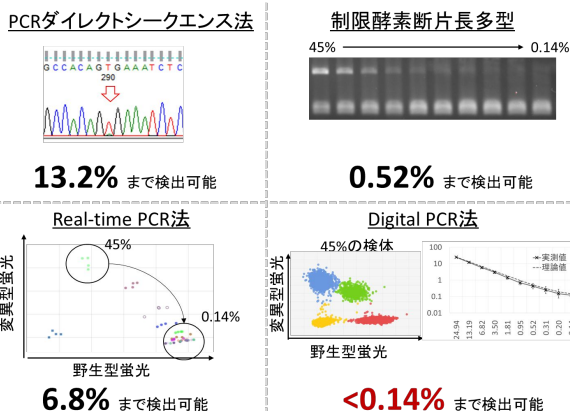 PCRダイレクトシークエンス法
GCCACAGTGAAATCTC
290
13.2% まで検出可能
制限酵素断片長多型
45% 0.14%
0.52% まで検出可能
Real-time PCR法
45%
0.14%
変異型蛍光
野生型蛍光
6.8% まで検出可能
Digital PCR法
45%の検体
変異型蛍光
野生型蛍光
100
10
1
0.1
0.01
実測値
理論値
24.94
13.19
6.82
3.50
1.81
0.95
0.52
0.31
0.20
<0.14% まで検出可能